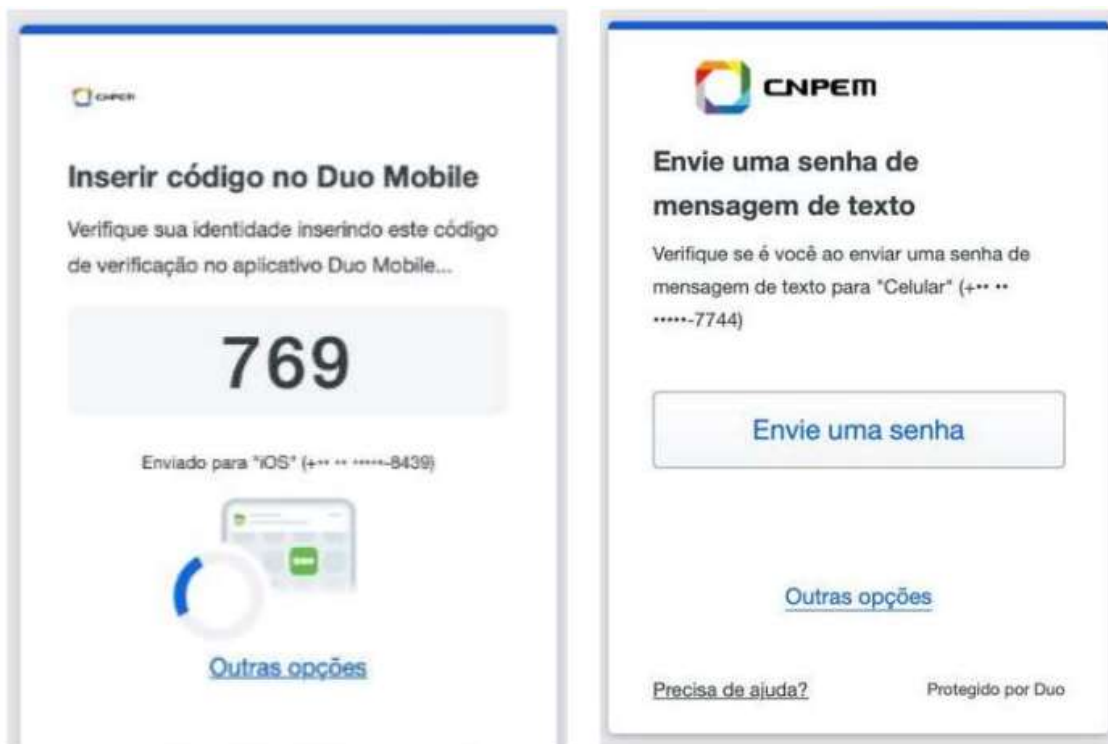 CNPEM
Inserir código no Duo Mobile
Verifique sua identidade inserindo este código
de verificação no aplicativo Duo Mobile...
769
Enviado para "iOS" (+•• •• •••••-8439)
Outras opções
CNPEM
Envie uma senha de
mensagem de texto
Verifique se é você ao enviar uma senha de
mensagem de texto para "Celular" (+•• ••
•••••-7744)
Envie uma senha
Outras opções
Precisa de ajuda?
Protegido por Duo